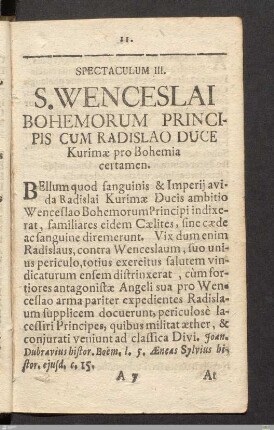 11.
SPECTACULUM III.
S. WENCESLAI
BOHEMORUM PRINCI-
PIS CUM RADISLAO DUCE
Kurimæ pro Bohemia
certamen.
BEllum quod sanguinis & Imperij avi-
da Radislai Kurimæ Ducis ambitio
Wenceslao Bohemorum Principi indixe-
rat, familiares eidem Cælites, sine cæde
ac sanguine diremerunt. Vix dum enim
Radislaus, contra Wenceslaum, suo uni-
us periculo, totius exercitus salutem vin-
dicaturum ensem distrinxerat, cùm for-
tiores antagonistæ Angeli sua pro Wen-
ceslao arma pariter expedientes Radisla-
um supplicem docuerunt, periculosè la-
cessiri Principes, quibus militat æther, &
conjurati veniunt ad classica Divi. Joan.
Dubravius histor. Boëm. l. 5. Æneas Sylvius hi-
stor. ejusd. c, 15.
A 7 At